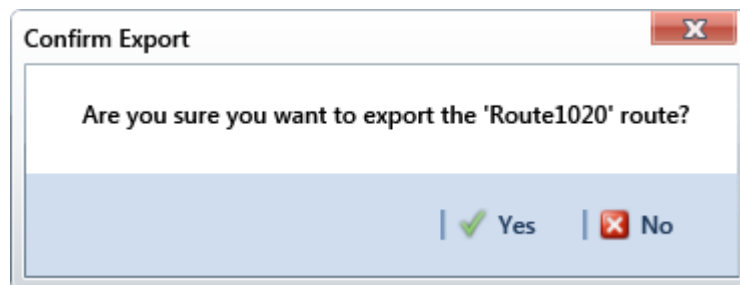 Confirm Export
Are you sure you want to export the 'Route1020' route?
Yes No